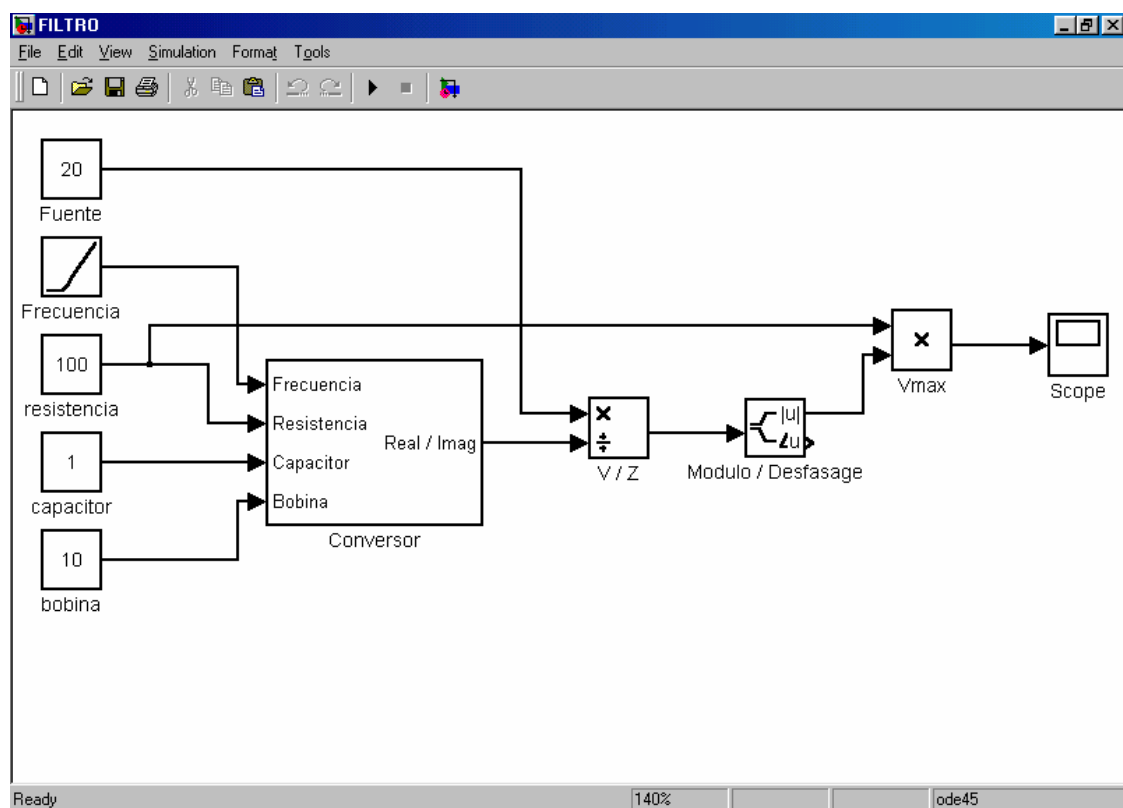 FILTRO
File Edit View Simulation Format Tools
20
Fuente
Frecuencia
100
resistencia
1
capacitor
10
bobina
Frecuencia
Resistencia
Capacitor
Bobina
Real / Imag
Conversor
×
÷
V / Z
|u|
∠u
Modulo / Desfasage
×
Vmax
Scope
Ready 140% ode45